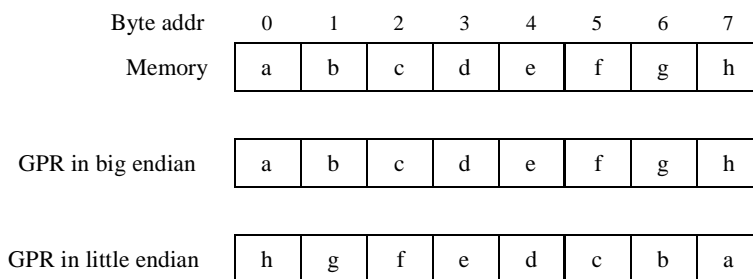 Byte addr 0 1 2 3 4 5 6 7
Memory a b c d e f g h
GPR in big endian a b c d e f g h
GPR in little endian h g f e d c b a